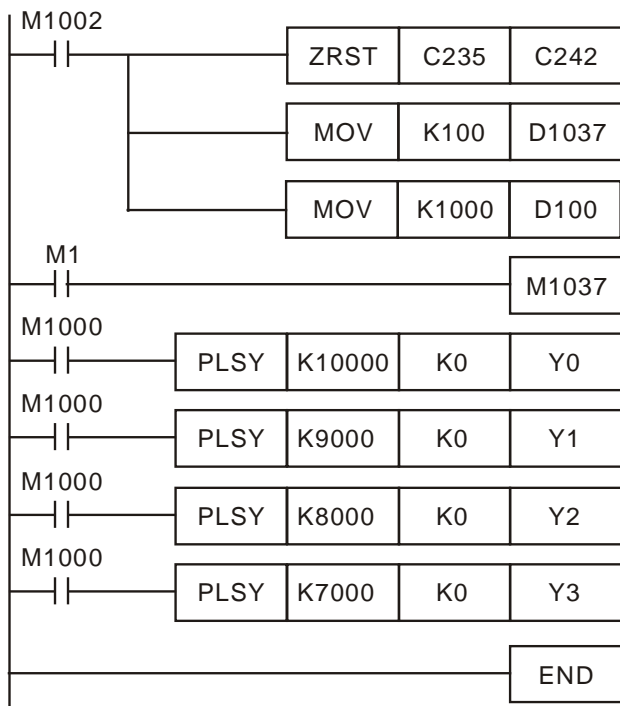 M1002
ZRST C235 C242
MOV K100 D1037
MOV K1000 D100
M1
M1037
M1000
PLSY K10000 K0 Y0
M1000
PLSY K9000 K0 Y1
M1000
PLSY K8000 K0 Y2
M1000
PLSY K7000 K0 Y3
END